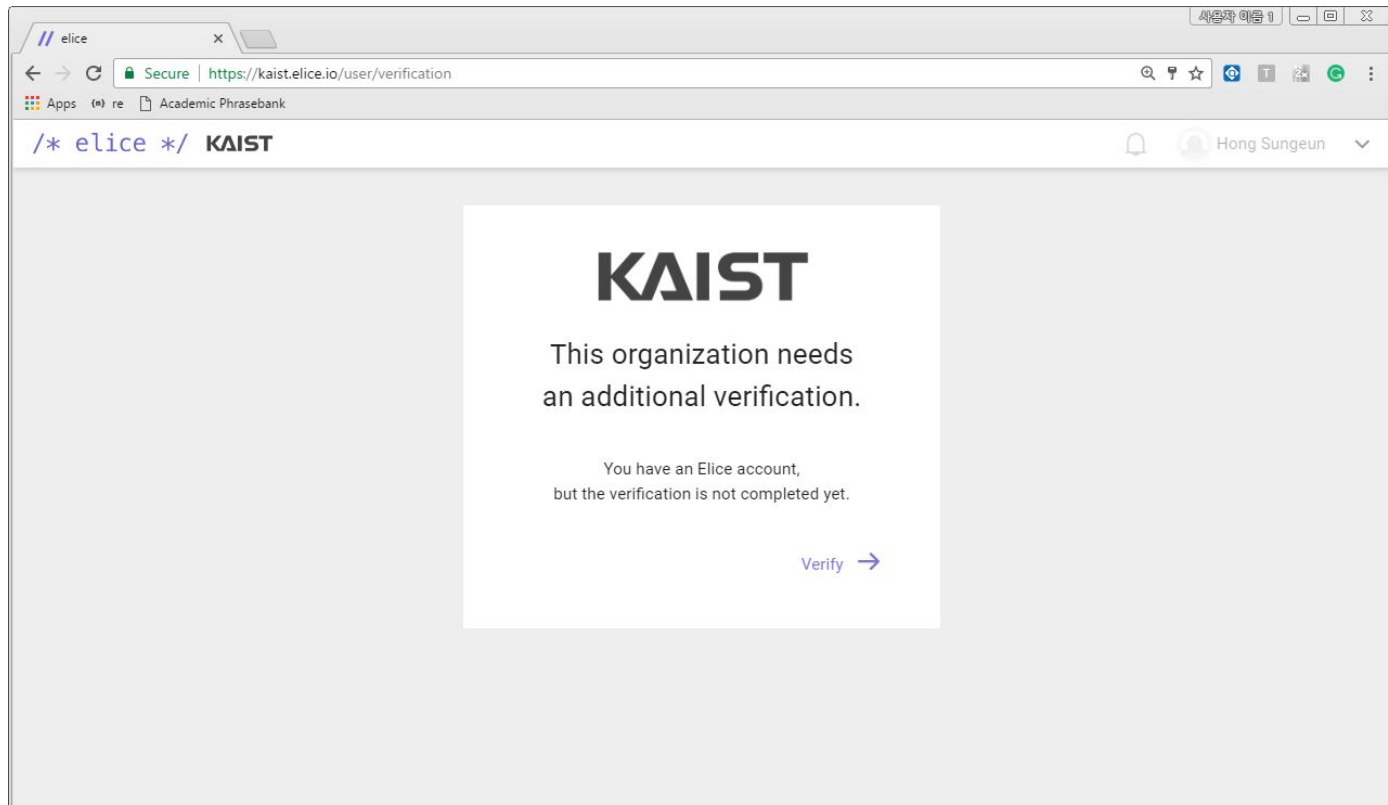 사용자 이름 1
// elice
Secure https://kaist.elice.io/user/verification
Apps re Academic Phrasebank
/* elice */ KAIST Hong Sungeun
KAIST
This organization needs
an additional verification.
You have an Elice account,
but the verification is not completed yet.
Verify